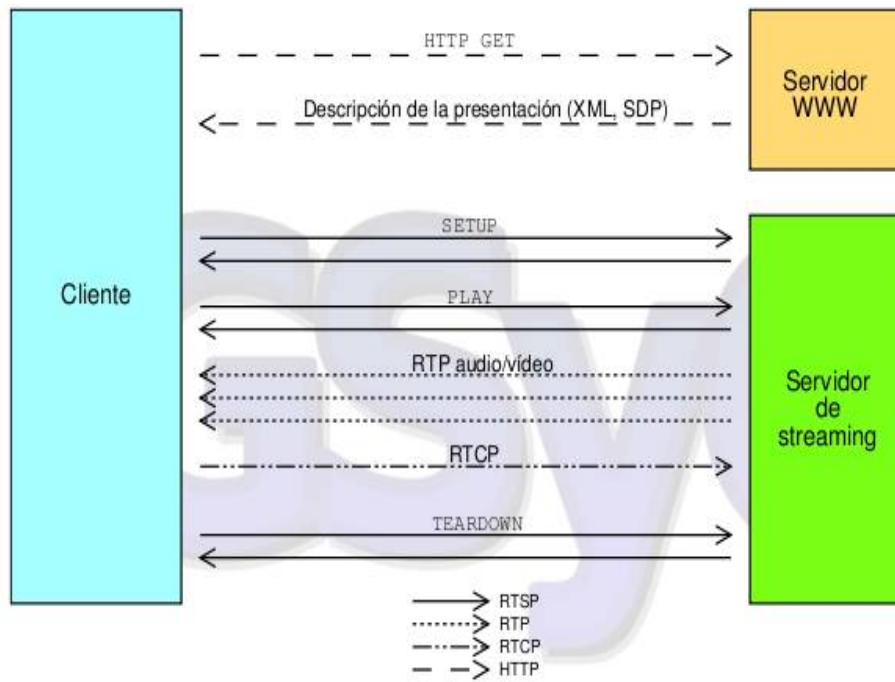 HTTP GET
Descripción de la presentación (XML, SDP)
Servidor
WWW
SETUP
Cliente
PLAY
RTP audio/vídeo
Servidor
de
streaming
RTCP
TEARDOWN
RTSP
RTP
RTCP
HTTP
GSyC